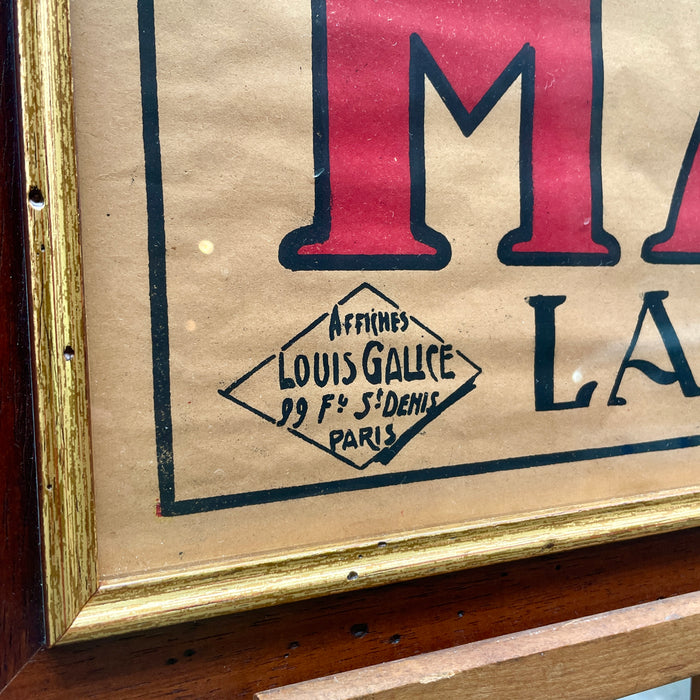 MA
LA
AFFICHES
LOUIS GALICE
99 Fg St DENIS
PARIS